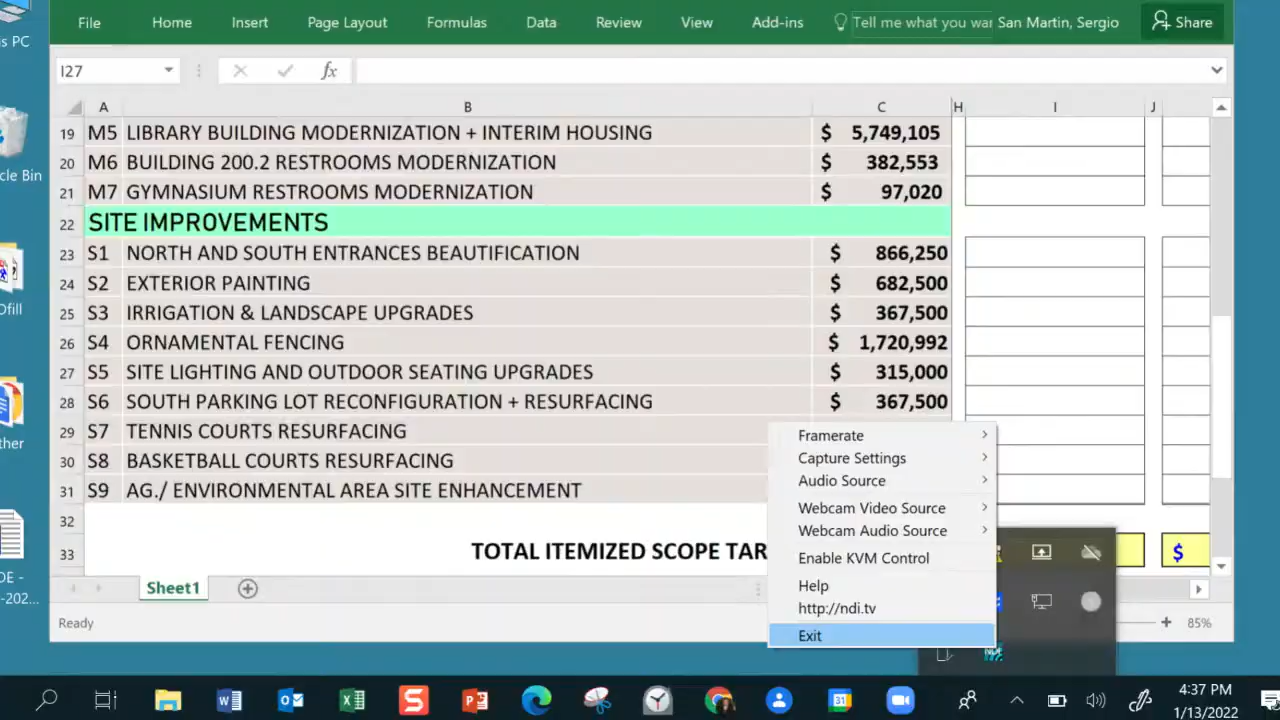 File Home Insert Page Layout Formulas Data Review View Add-ins Tell me what you wan San Martin, Sergio Share
is PC
I27 fx
A B C H I J
19 M5 LIBRARY BUILDING MODERNIZATION + INTERIM HOUSING $ 5,749,105
20 M6 BUILDING 200.2 RESTROOMS MODERNIZATION $ 382,553
cle Bin
21 M7 GYMNASIUM RESTROOMS MODERNIZATION $ 97,020
22 SITE IMPROVEMENTS
23 S1 NORTH AND SOUTH ENTRANCES BEAUTIFICATION $ 866,250
24 S2 EXTERIOR PAINTING $ 682,500
Ofill
25 S3 IRRIGATION & LANDSCAPE UPGRADES $ 367,500
26 S4 ORNAMENTAL FENCING $ 1,720,992
27 S5 SITE LIGHTING AND OUTDOOR SEATING UPGRADES $ 315,000
28 S6 SOUTH PARKING LOT RECONFIGURATION + RESURFACING $ 367,500
29 S7 TENNIS COURTS RESURFACING
ther
30 S8 BASKETBALL COURTS RESURFACING
31 S9 AG./ ENVIRONMENTAL AREA SITE ENHANCEMENT
32
33 TOTAL ITEMIZED SCOPE TAR
$
Framerate
Capture Settings
Audio Source
Webcam Video Source
Webcam Audio Source
Enable KVM Control
Help
http://ndi.tv
Exit
DE -
-202...
Sheet1
Ready
85%
NDI
4:37 PM
1/13/2022